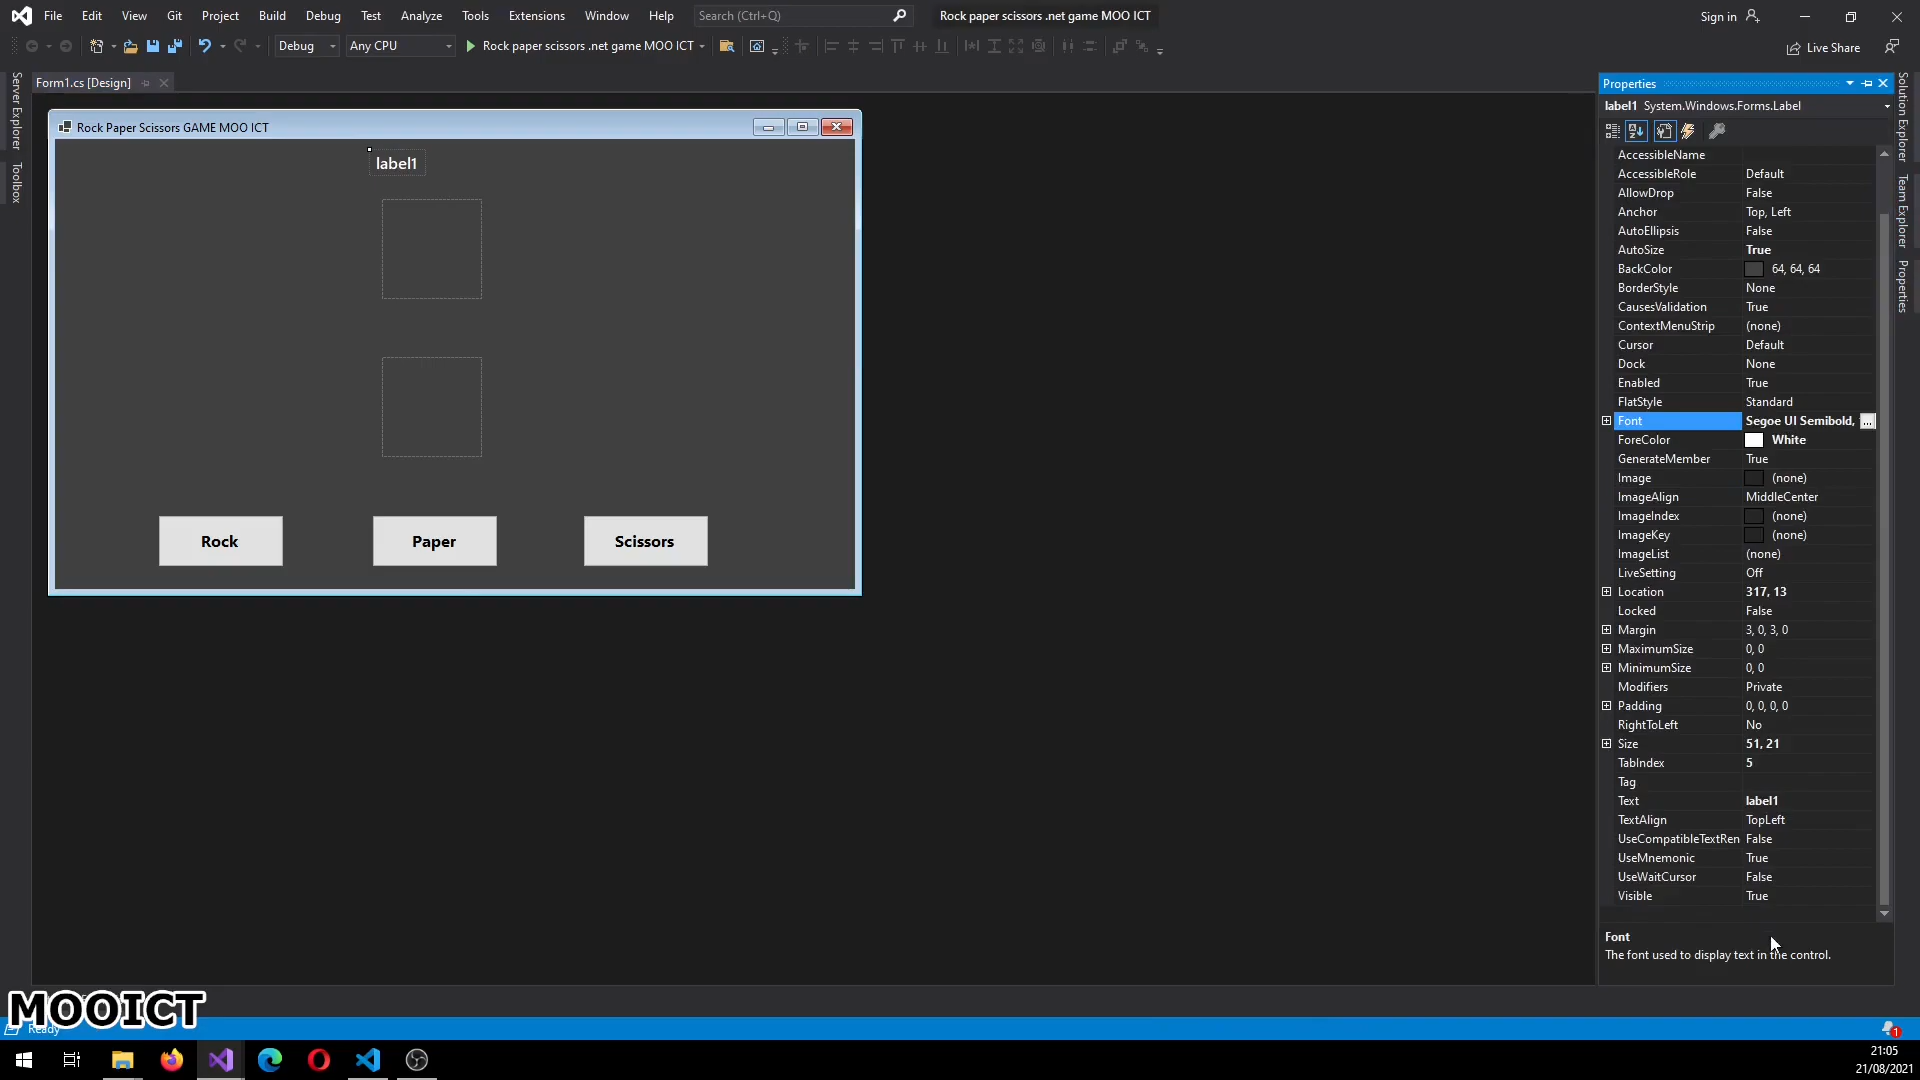 File Edit View Git Project Build Debug Test Analyze Tools Extensions Window Help Search (Ctrl+Q) Rock paper scissors .net game MOO ICT Sign in
Debug Any CPU Rock paper scissors .net game MOO ICT Live Share
Form1.cs [Design]
Server Explorer
Toolbox
Rock Paper Scissors GAME MOO ICT
label1
Rock Paper Scissors
Properties
label1 System.Windows.Forms.Label
AccessibleName
AccessibleRole Default
AllowDrop False
Anchor Top, Left
AutoEllipsis False
AutoSize True
BackColor 64, 64, 64
BorderStyle None
CausesValidation True
ContextMenuStrip (none)
Cursor Default
Dock None
Enabled True
FlatStyle Standard
Font Segoe UI Semibold, ...
ForeColor White
GenerateMember True
Image (none)
ImageAlign MiddleCenter
ImageIndex (none)
ImageKey (none)
ImageList (none)
LiveSetting Off
Location 317, 13
Locked False
Margin 3, 0, 3, 0
MaximumSize 0, 0
MinimumSize 0, 0
Modifiers Private
Padding 0, 0, 0, 0
RightToLeft No
Size 51, 21
TabIndex 5
Tag
Text label1
TextAlign TopLeft
UseCompatibleTextRen False
UseMnemonic True
UseWaitCursor False
Visible True
Font
The font used to display text in the control.
Solution Explorer
Team Explorer
Properties
MOOICT
Ready
1
21:05
21/08/2021